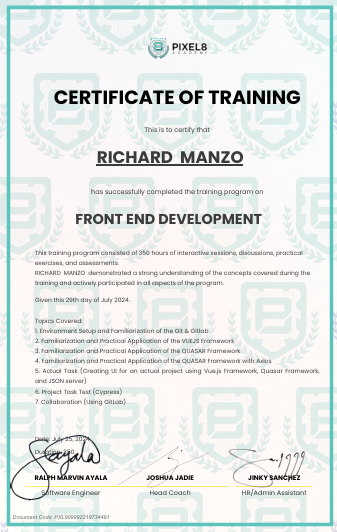 PIXEL8
ACADEMY
CERTIFICATE OF TRAINING
This is to certify that
RICHARD MANZO
has successfully completed the training program on
FRONT END DEVELOPMENT
This training program consisted of 350 hours of interactive sessions, discussions, practical
exercises, and assessments.
RICHARD MANZO demonstrated a strong understanding of the concepts covered during the
training and actively participated in all aspects of the program.
Given this 29th day of July 2024.
Topics Covered:
1. Environment Setup and Familiarization of the Git & Gitlab
2. Familiarization and Practical Application of the VUEJS Framework
3. Familiarization and Practical Application of the QUASAR Framework
4. Familiarization and Practical Application of the QUASAR Framework with Axios
5. Actual Task (Creating UI for an actual project using Vue.js Framework, Quasar Framework,
and JSON server)
6. Project Task Test (Cypress)
7. Collaboration (Using GitLab)
Date: July 25, 2024
Duration:
RALPH MARVIN AYALA JOSHUA JADIE JINKY SANCHEZ
Software Engineer Head Coach HR/Admin Assistant